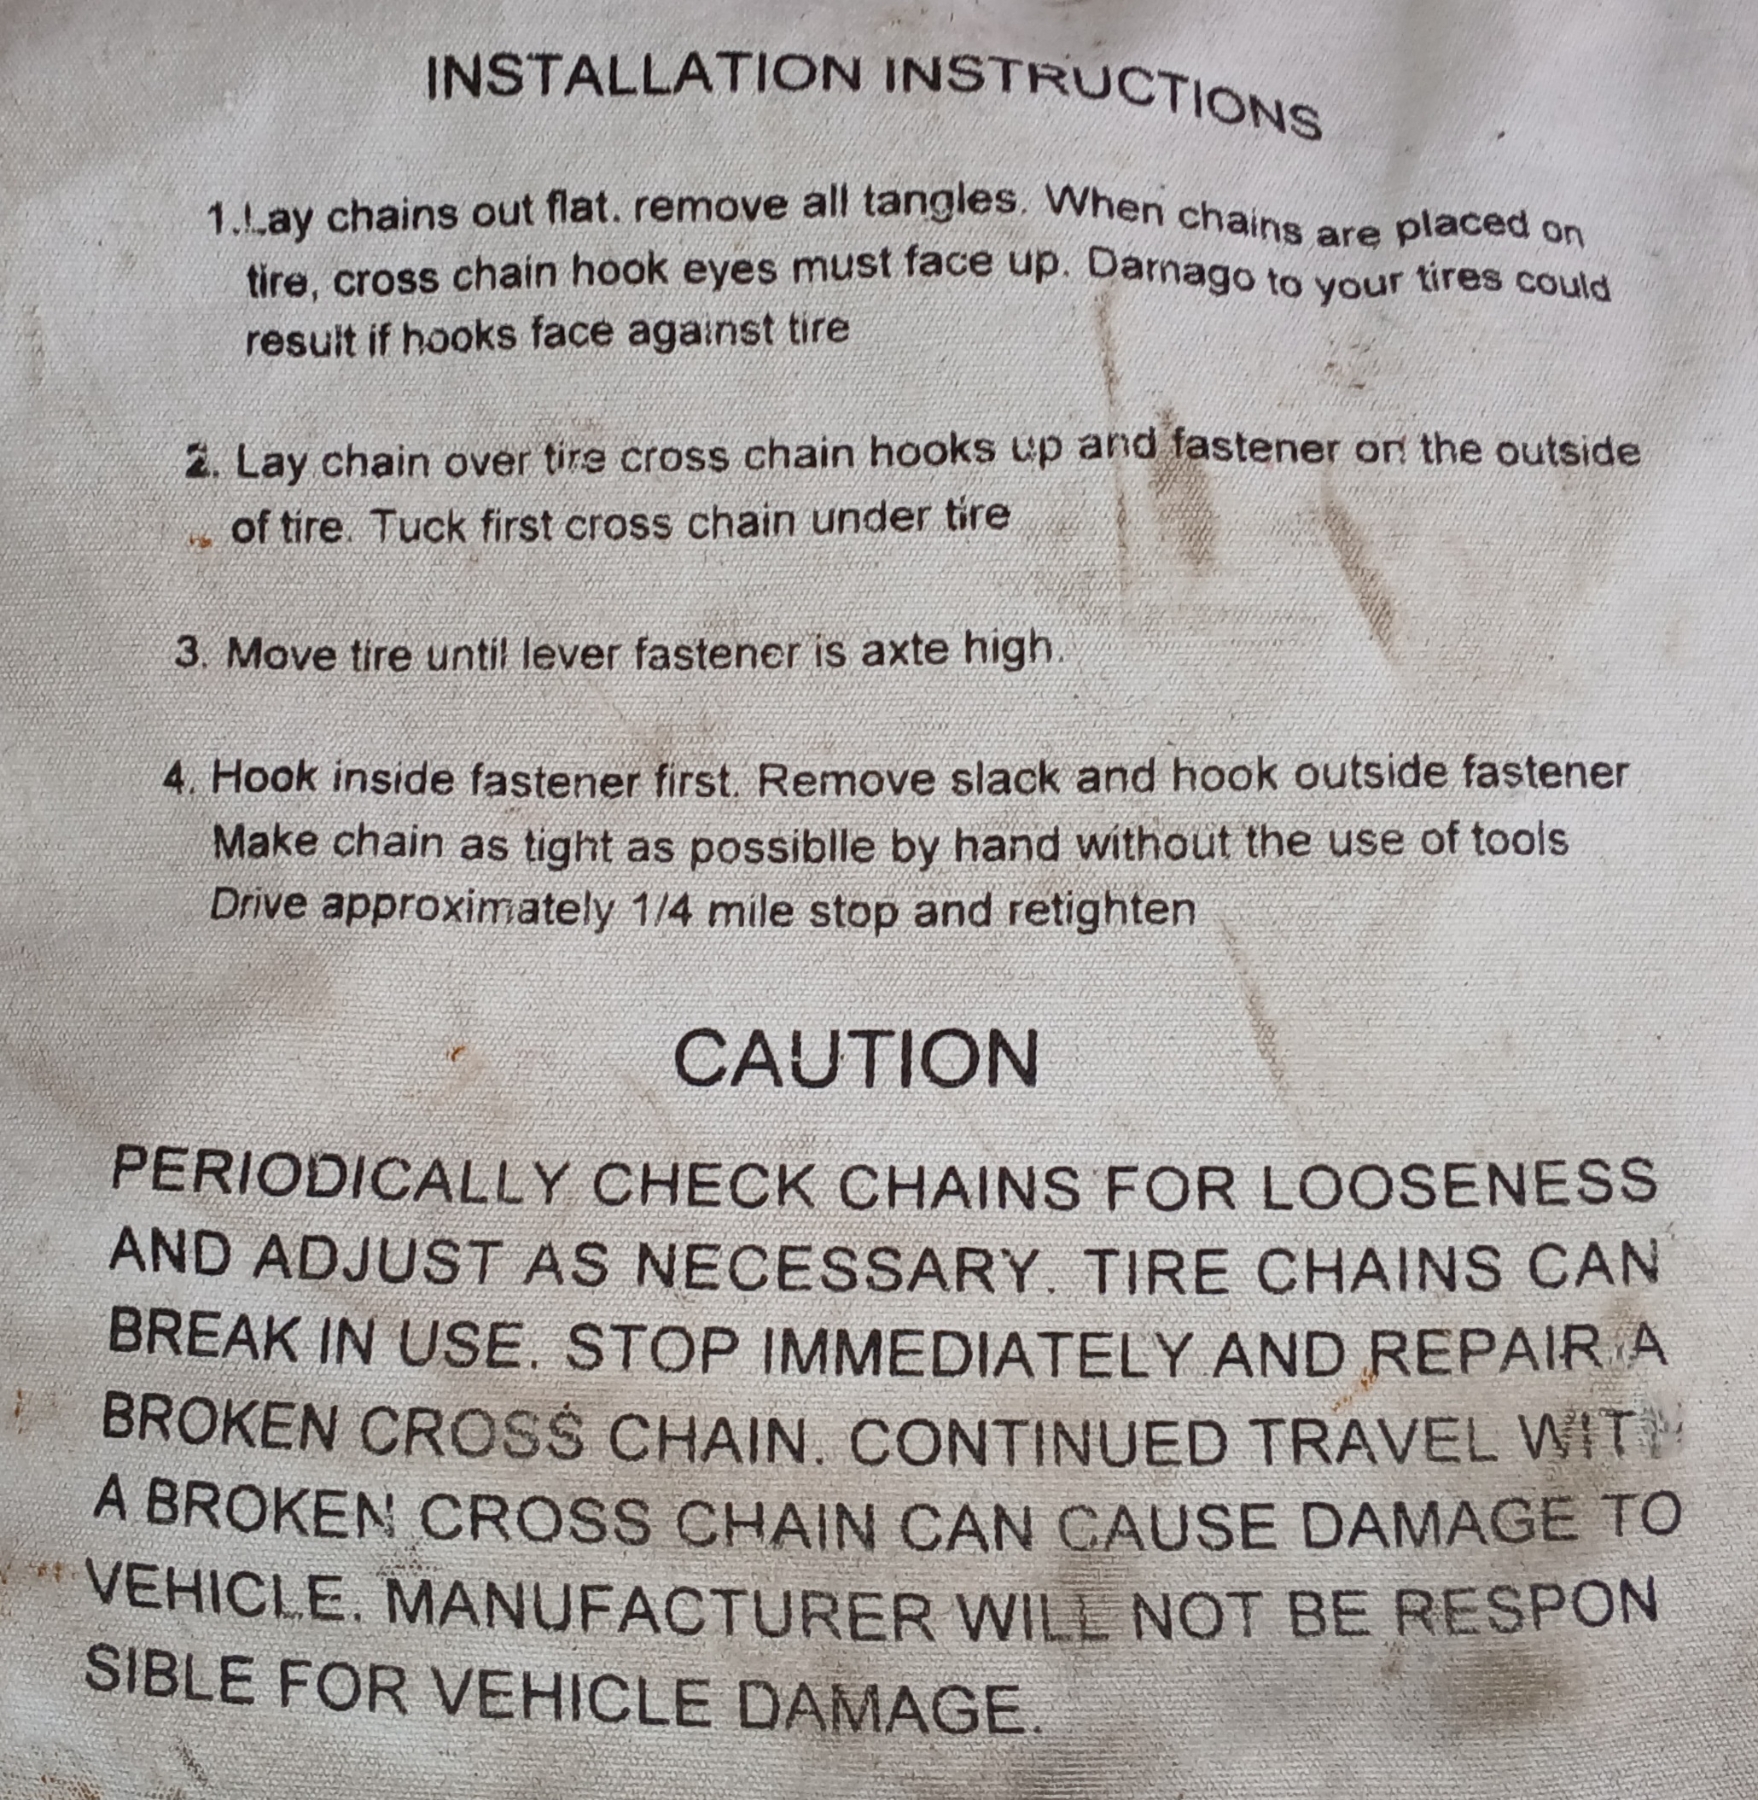 INSTALLATION INSTRUCTIONS
1.Lay chains out flat. remove all tangles. When chains are placed on
tire, cross chain hook eyes must face up. Darnago to your tires could
result if hooks face against tire
2. Lay chain over tire cross chain hooks up and fastener on the outside
of tire. Tuck first cross chain under tire
3. Move tire until lever fastener is axte high.
4. Hook inside fastener first. Remove slack and hook outside fastener
Make chain as tight as possiblle by hand without the use of tools
Drive approximately 1/4 mile stop and retighten
CAUTION
PERIODICALLY CHECK CHAINS FOR LOOSENESS
AND ADJUST AS NECESSARY. TIRE CHAINS CAN
BREAK IN USE. STOP IMMEDIATELY AND REPAIR A
BROKEN CROSS CHAIN. CONTINUED TRAVEL WITH
A BROKEN CROSS CHAIN CAN CAUSE DAMAGE TO
VEHICLE. MANUFACTURER WILL NOT BE RESPON
SIBLE FOR VEHICLE DAMAGE.